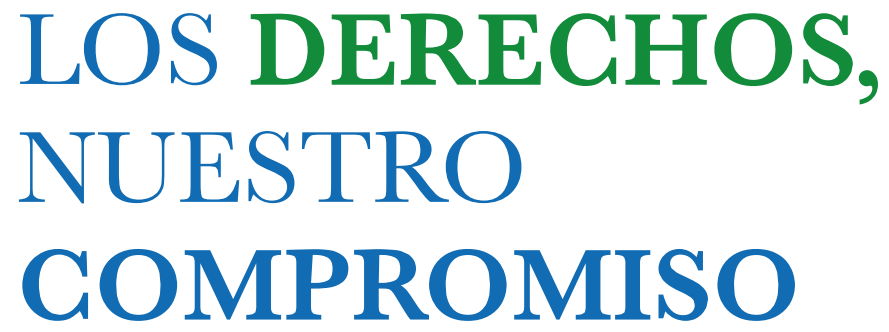 LOS DERECHOS,
NUESTRO
COMPROMISO